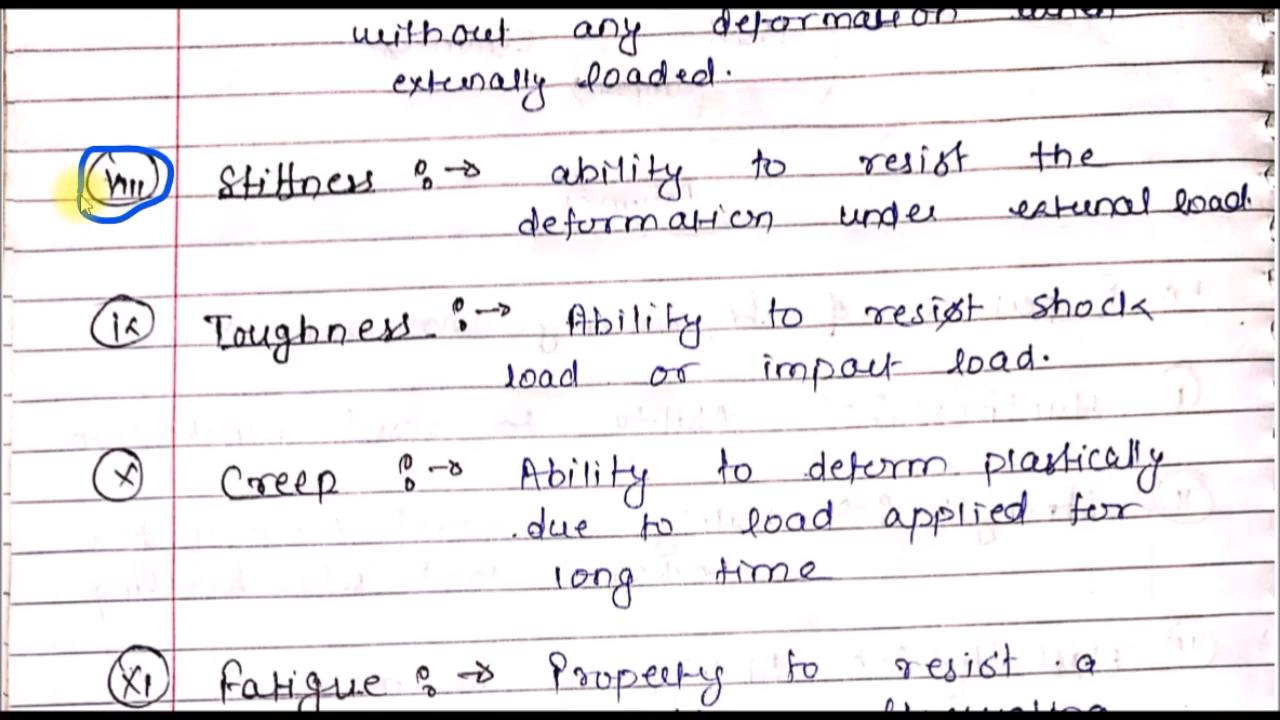 without any deformation when
externally loaded.
(viii) Stiffness :→ ability to resist the
deformation under external load.
(ix) Toughness :→ Ability to resist shock
load or impact load.
(x) Creep :→ Ability to deform plastically
due to load applied for
long time
(xi) Fatigue :→ Property to resist a